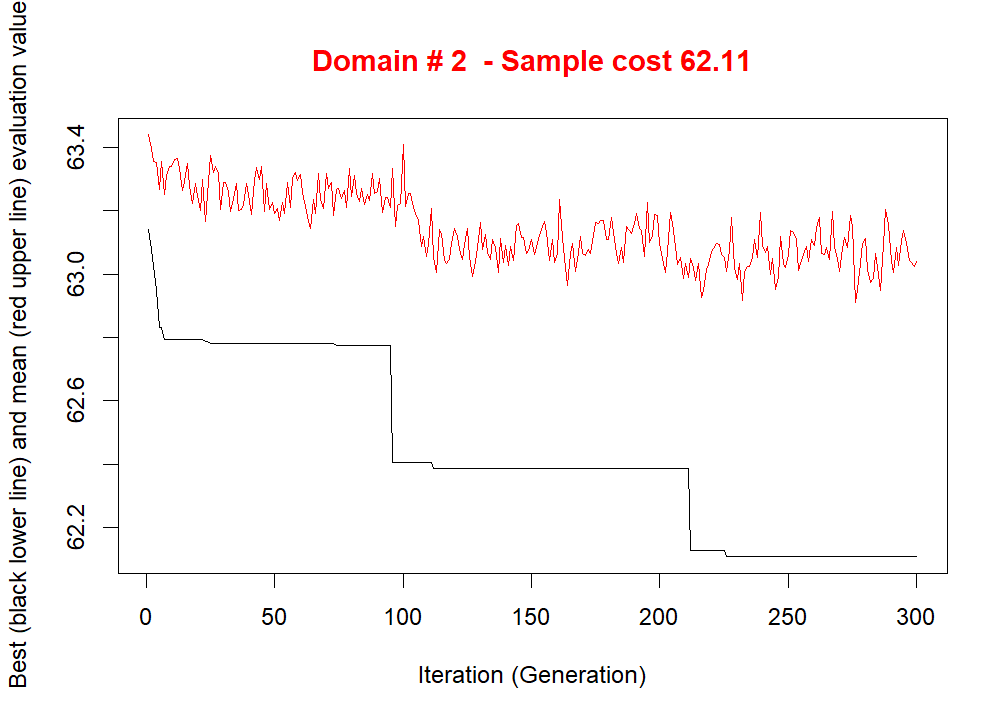 Domain # 2  - Sample cost 62.11
Best (black lower line) and mean (red upper line) evaluation value
63.4
63.0
62.6
62.2
0 50 100 150 200 250 300
Iteration (Generation)